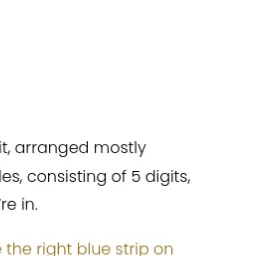 it, arranged mostly
les, consisting of 5 digits,
're in.
the right blue strip on